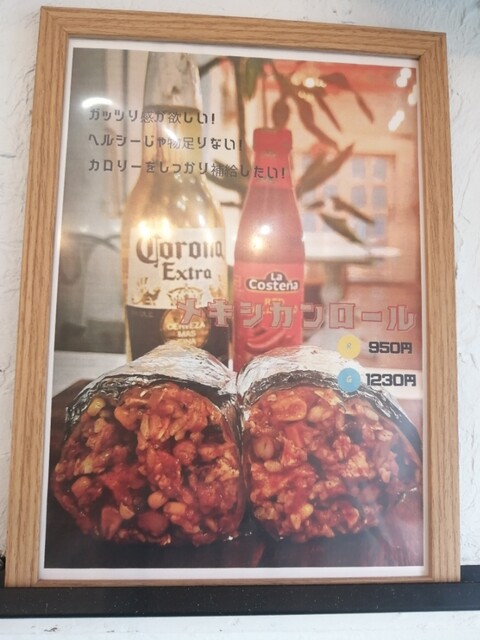 ガッツリ感が欲しい!
ヘルシーじゃ物足りない!
カロリーをしっかり補給したい!
Corona
Extra
La
Costeña
メキシカンロール
950円
1230円
CERVEZA
MAS